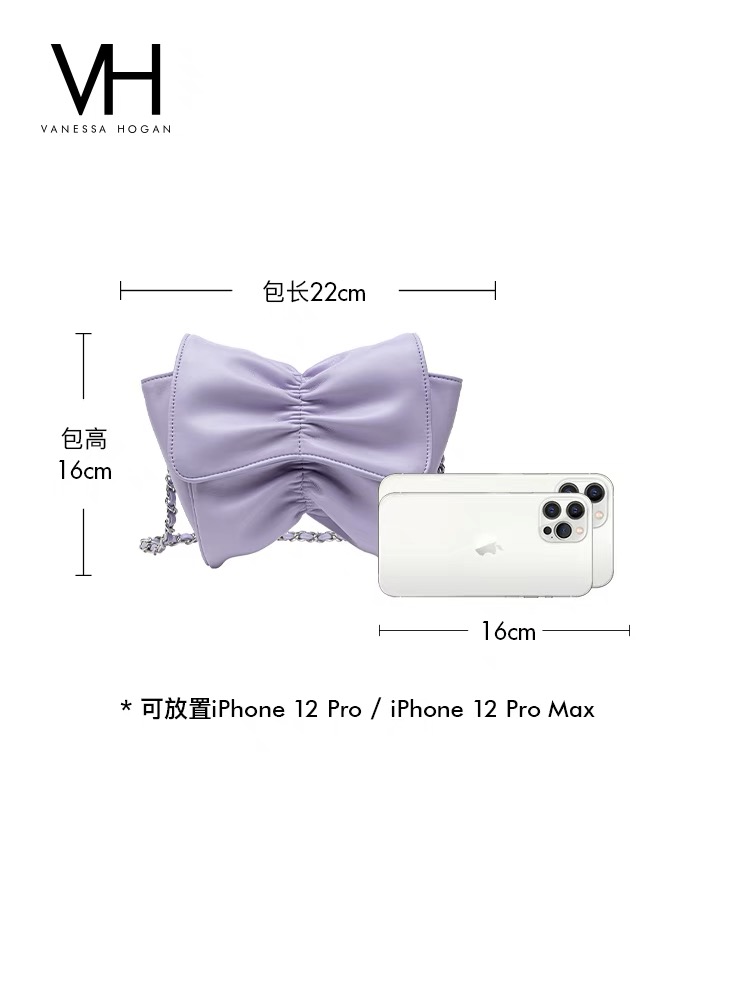 VH
VANESSA HOGAN
包长22cm
包高
16cm
16cm
* 可放置iPhone 12 Pro / iPhone 12 Pro Max